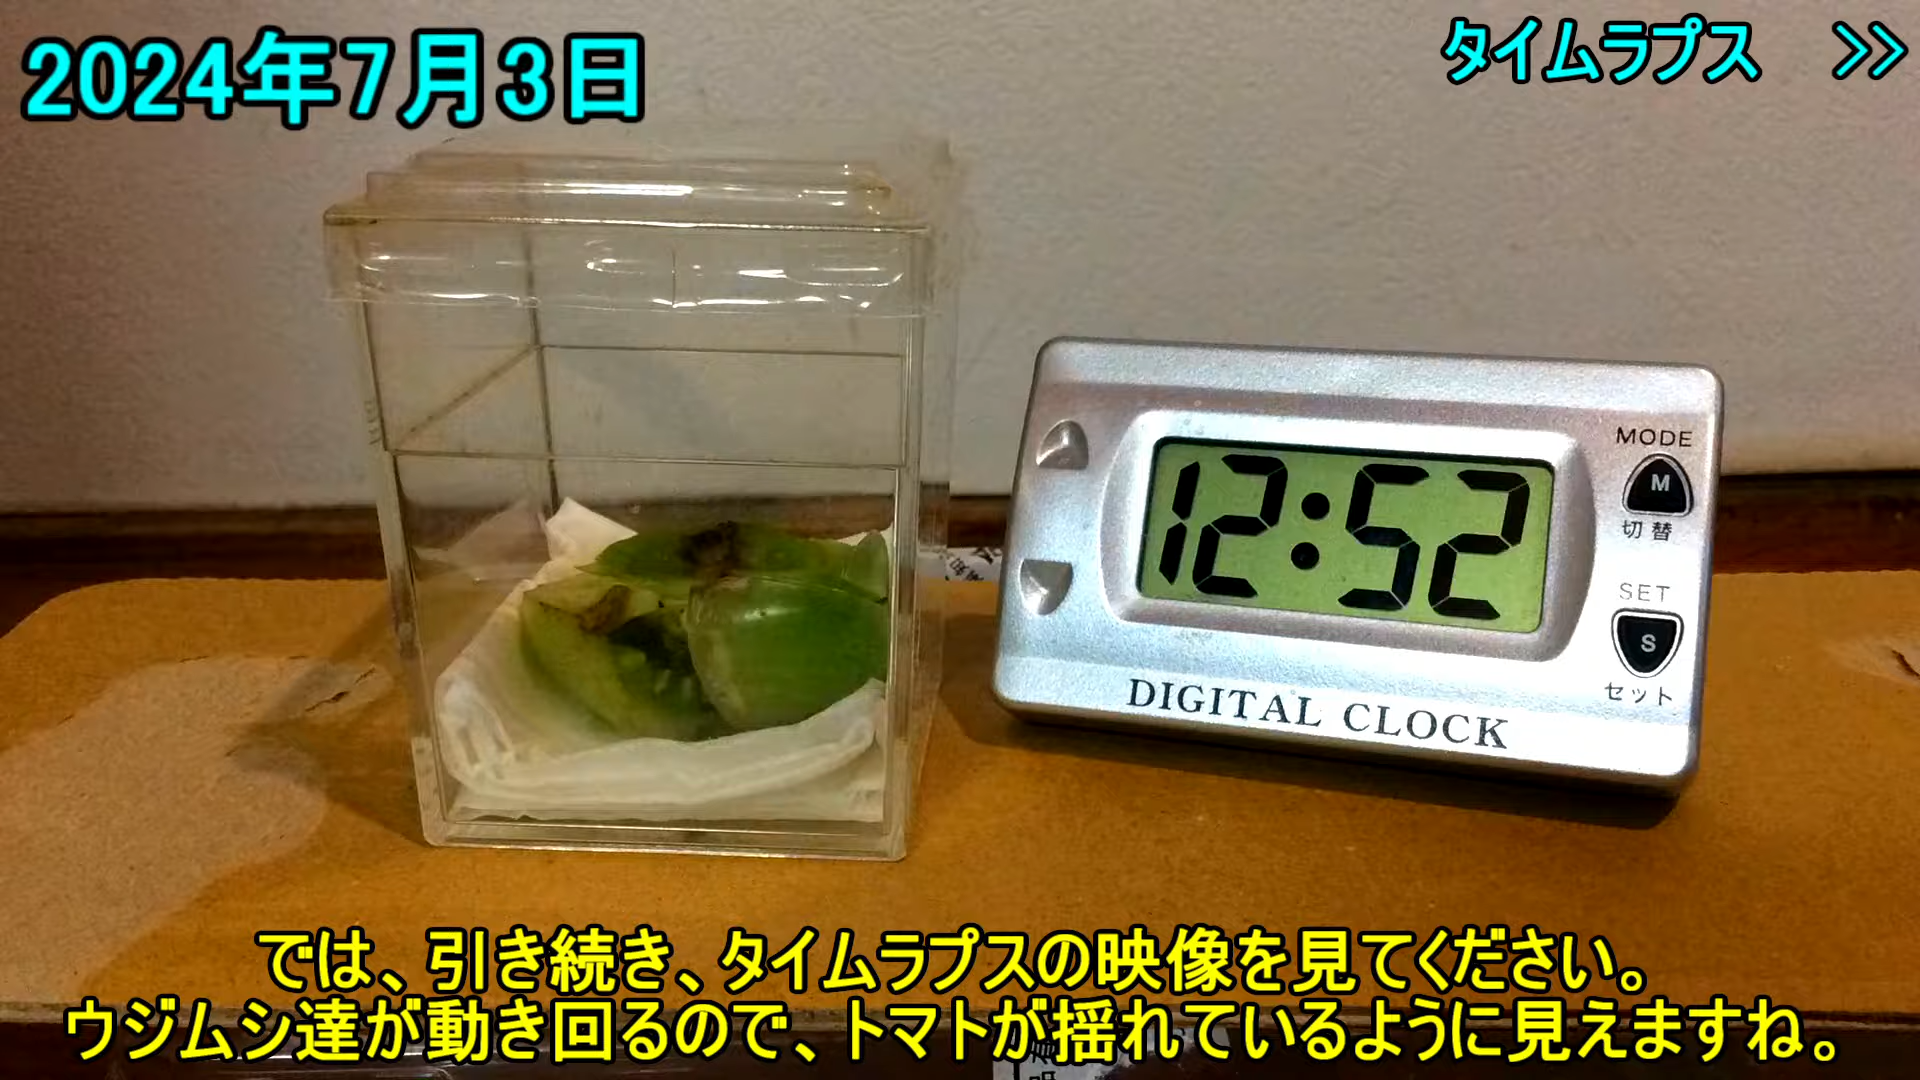 2024年7月3日
タイムラプス >>
12:52
MODE
M
切替
SET
S
セット
DIGITAL CLOCK
では、引き続き、タイムラプスの映像を見てください。
ウジムシ達が動き回るので、トマトが揺れているように見えますね。